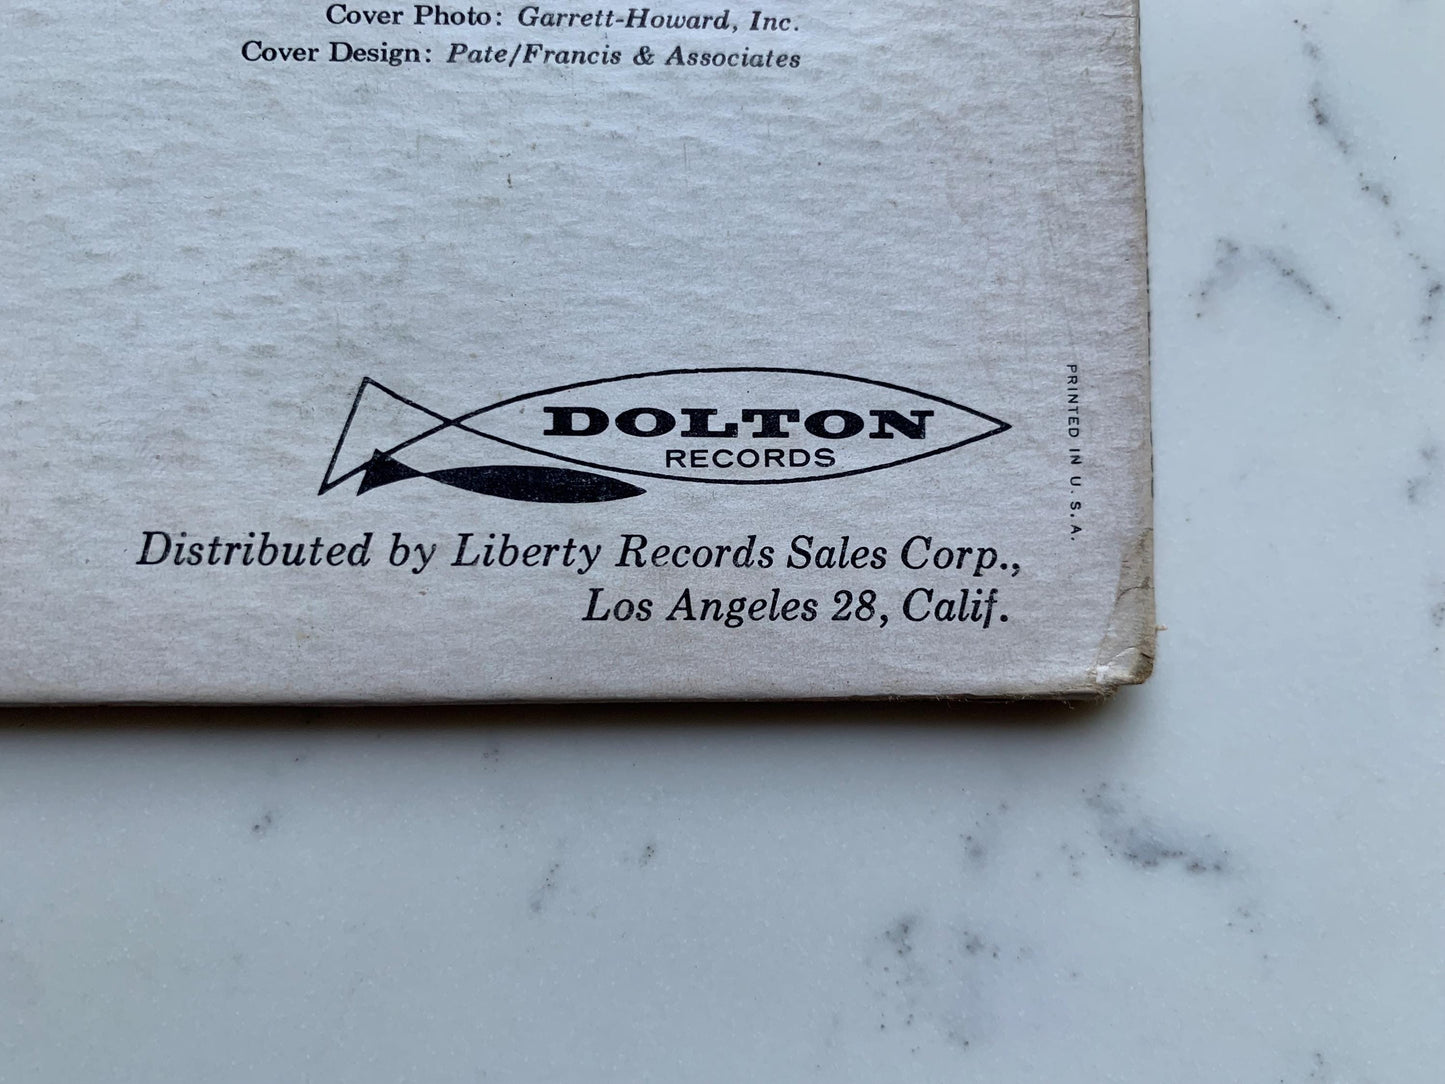 Cover Photo: Garrett-Howard, Inc.
Cover Design: Pate/Francis & Associates
DOLTON
RECORDS
PRINTED IN U.S.A.
Distributed by Liberty Records Sales Corp.,
Los Angeles 28, Calif.